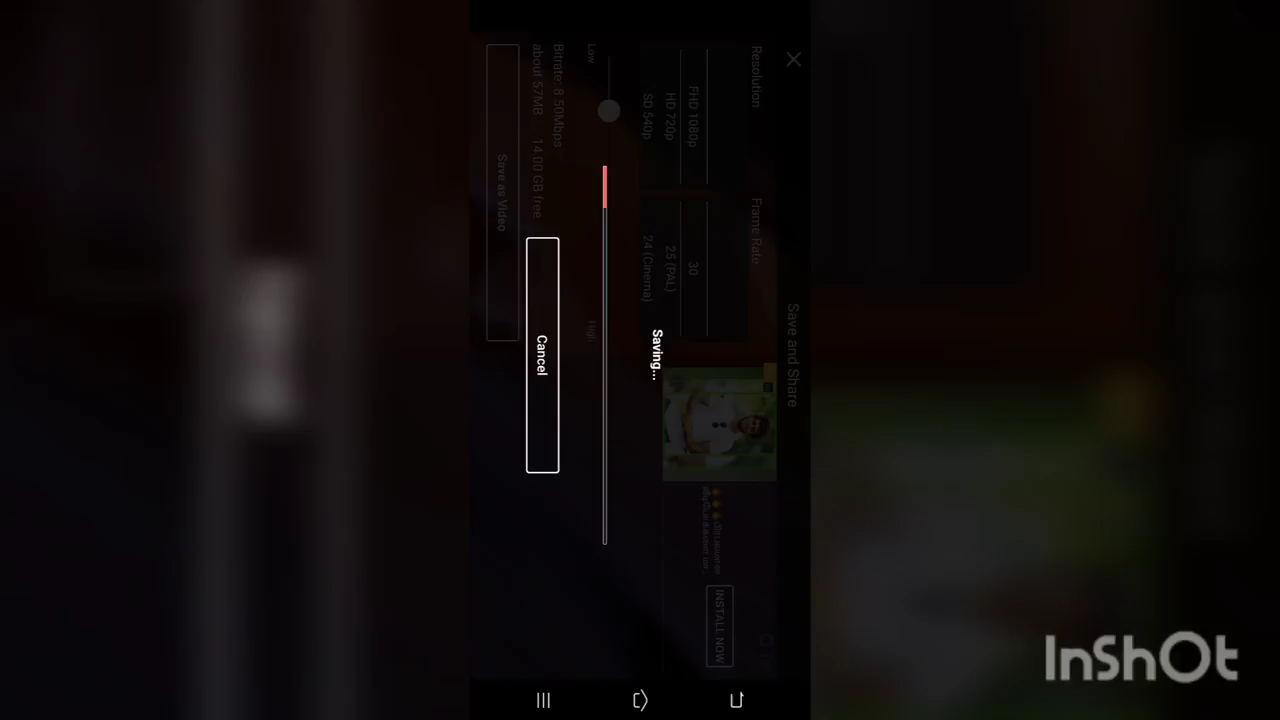 Save and Share
Resolution
FHD 1080p
HD 720p
SD 540p
Frame Rate
30
25 (PAL)
24 (Cinema)
INSTALL NOW
Saving...
Low
High
Bitrate: 8.50Mbps
about 57MB
14.00 GB free
Cancel
Save as Video
InShOt